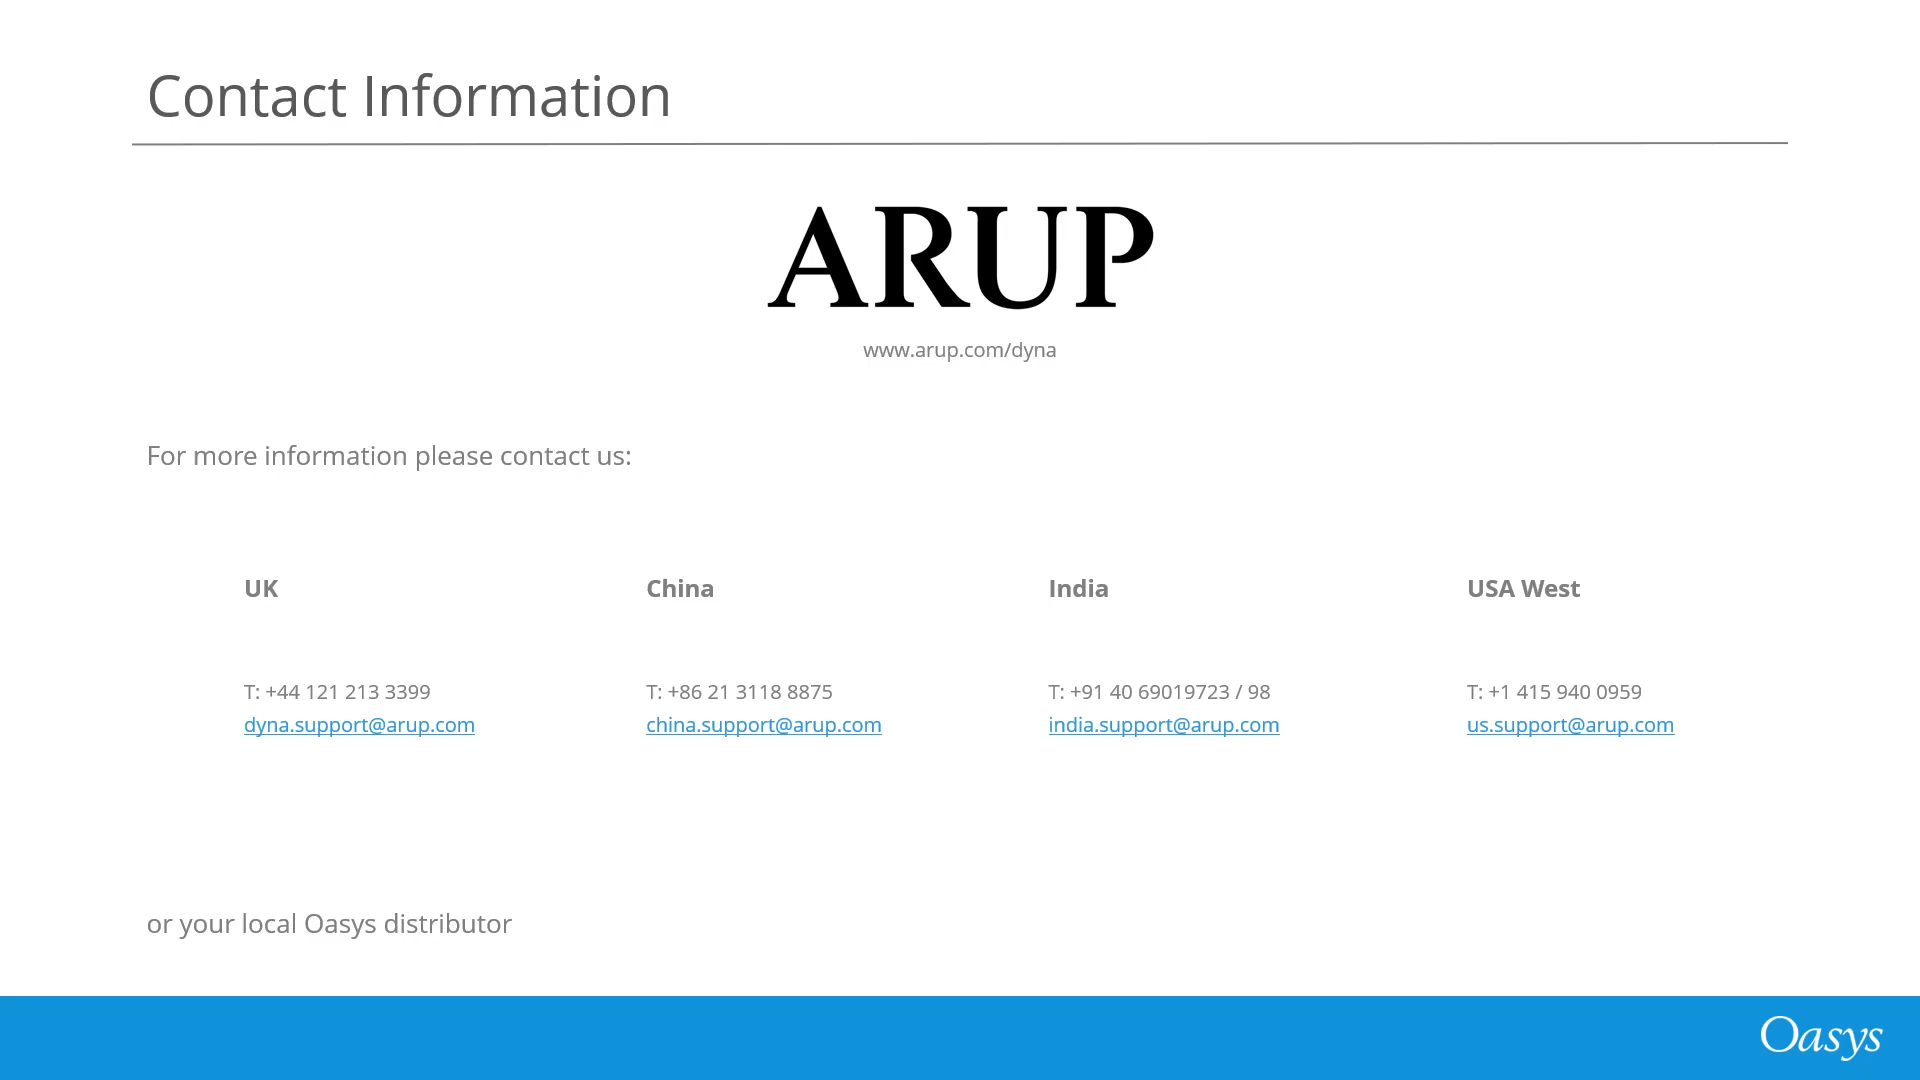 Contact Information
ARUP
www.arup.com/dyna
For more information please contact us:
UK
T: +44 121 213 3399
dyna.support@arup.com
China
T: +86 21 3118 8875
china.support@arup.com
India
T: +91 40 69019723 / 98
india.support@arup.com
USA West
T: +1 415 940 0959
us.support@arup.com
or your local Oasys distributor
Oasys